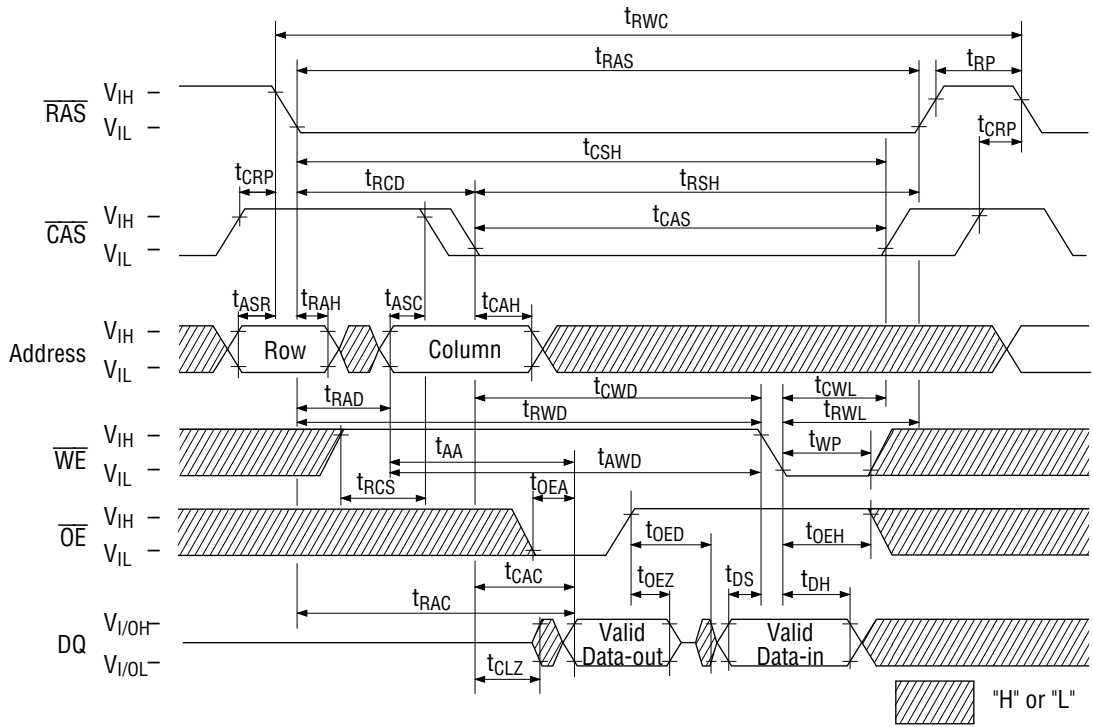 tRWC
tRAS
tRP
RAS
VIH
VIL
tCRP
tCSH
tCRP
tRCD
tRSH
CAS
VIH
VIL
tCAS
tASR
tRAH
tASC
tCAH
Address
VIH
VIL
Row
Column
tRAD
tCWD
tCWL
tRWD
tRWL
WE
VIH
VIL
tAA
tWP
tAWD
tRCS
tOEA
OE
VIH
VIL
tOED
tOEH
tCAC
tOEZ
tDS
tDH
tRAC
DQ
VI/OH
VI/OL
Valid
Data-out
Valid
Data-in
tCLZ
"H" or "L"